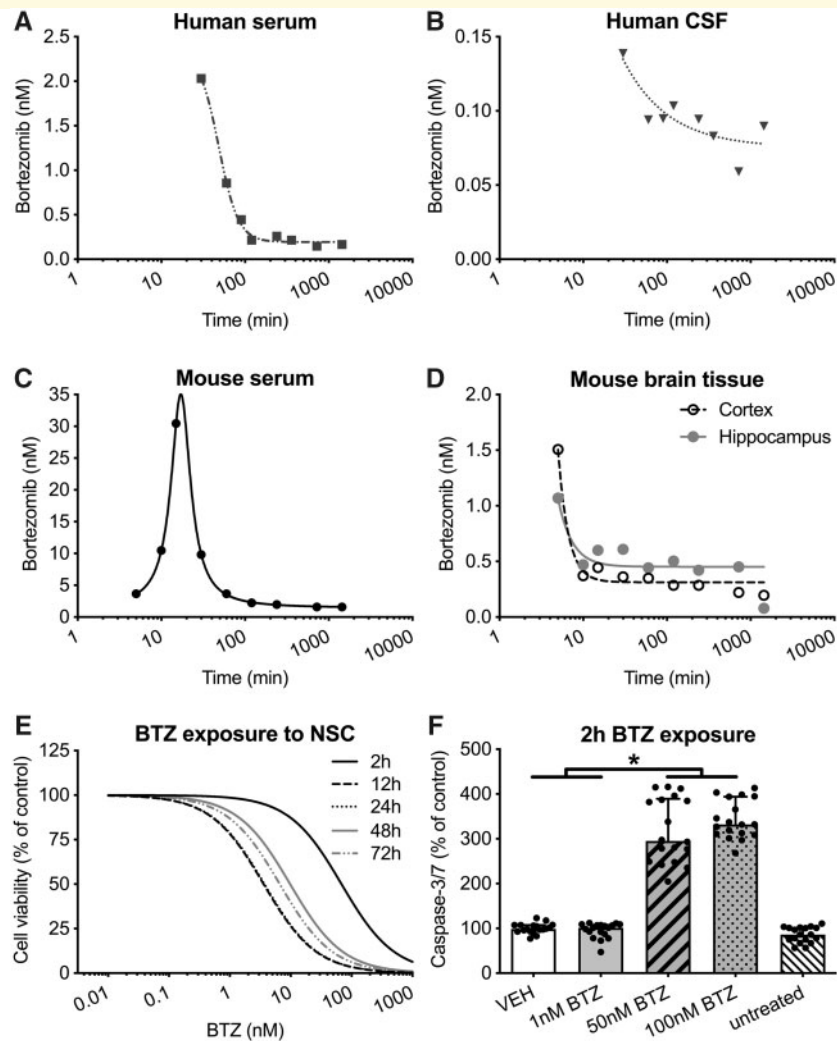 A
Human serum
Bortezomib (nM)
2.5
2.0
1.5
1.0
0.5
0.0
1
10
100
1000
10000
Time (min)
B
Human CSF
Bortezomib (nM)
0.15
0.10
0.05
0.00
1
10
100
1000
10000
Time (min)
C
Mouse serum
Bortezomib (nM)
35
30
25
20
15
10
5
0
1
10
100
1000
10000
Time (min)
D
Mouse brain tissue
Cortex
Hippocampus
Bortezomib (nM)
2.0
1.5
1.0
0.5
0.0
1
10
100
1000
10000
Time (min)
E
BTZ exposure to NSC
2h
12h
24h
48h
72h
Cell viability (% of control)
125
100
75
50
25
0
0.01
0.1
1
10
100
1000
BTZ (nM)
F
2h BTZ exposure
*
Caspase-3/7 (% of control)
500
400
300
200
100
0
VEH
1nM BTZ
50nM BTZ
100nM BTZ
untreated